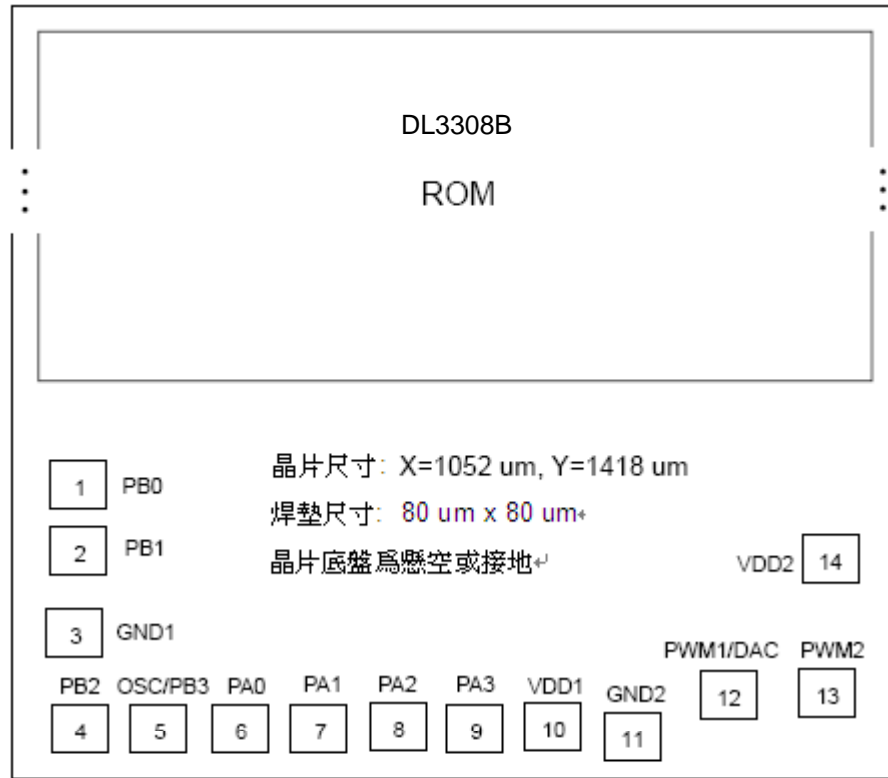 DL3308B
ROM
1 PB0
晶片尺寸: X=1052 um, Y=1418 um
焊墊尺寸: 80 um x 80 um↵
2 PB1
晶片底盤爲懸空或接地↵
VDD2 14
3 GND1
PWM1/DAC PWM2
PB2 OSC/PB3 PA0 PA1 PA2 PA3 VDD1 GND2
12 13
4 5 6 7 8 9 10 11